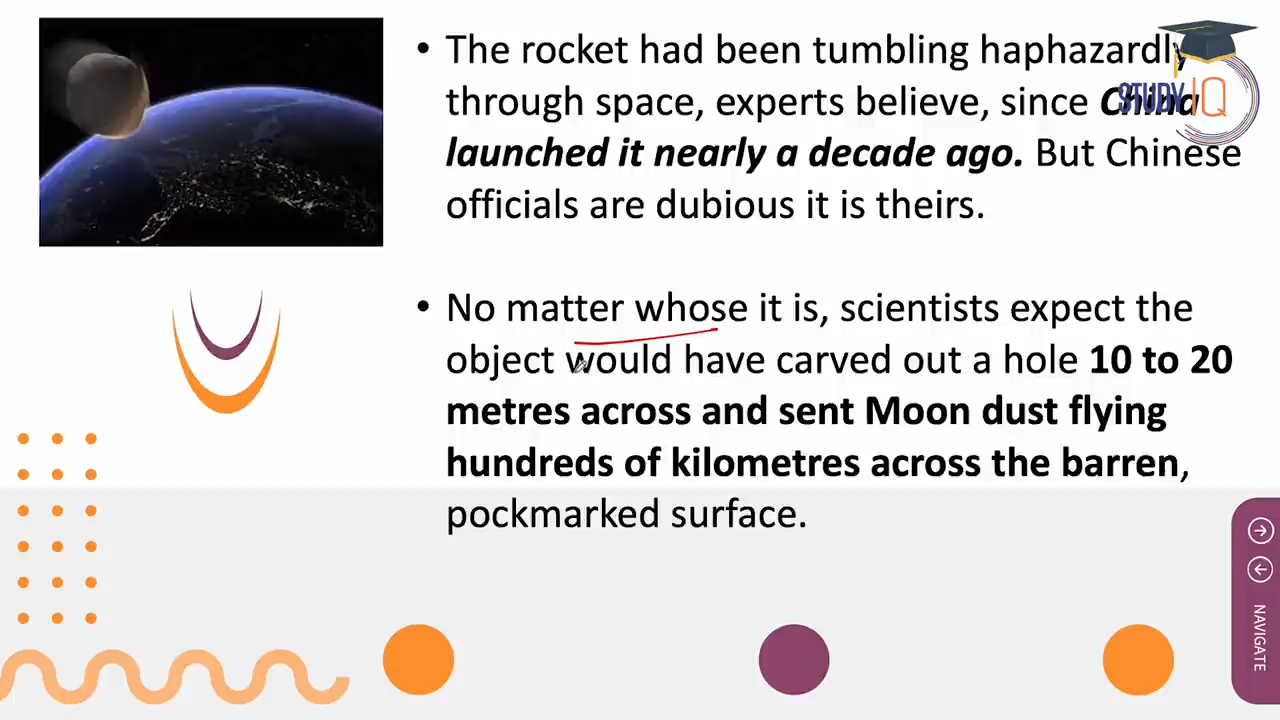 • The rocket had been tumbling haphazardly
through space, experts believe, since China
launched it nearly a decade ago. But Chinese
officials are dubious it is theirs.
• No matter whose it is, scientists expect the
object would have carved out a hole 10 to 20
metres across and sent Moon dust flying
hundreds of kilometres across the barren,
pockmarked surface.
STUDY IQ
NAVIGATE